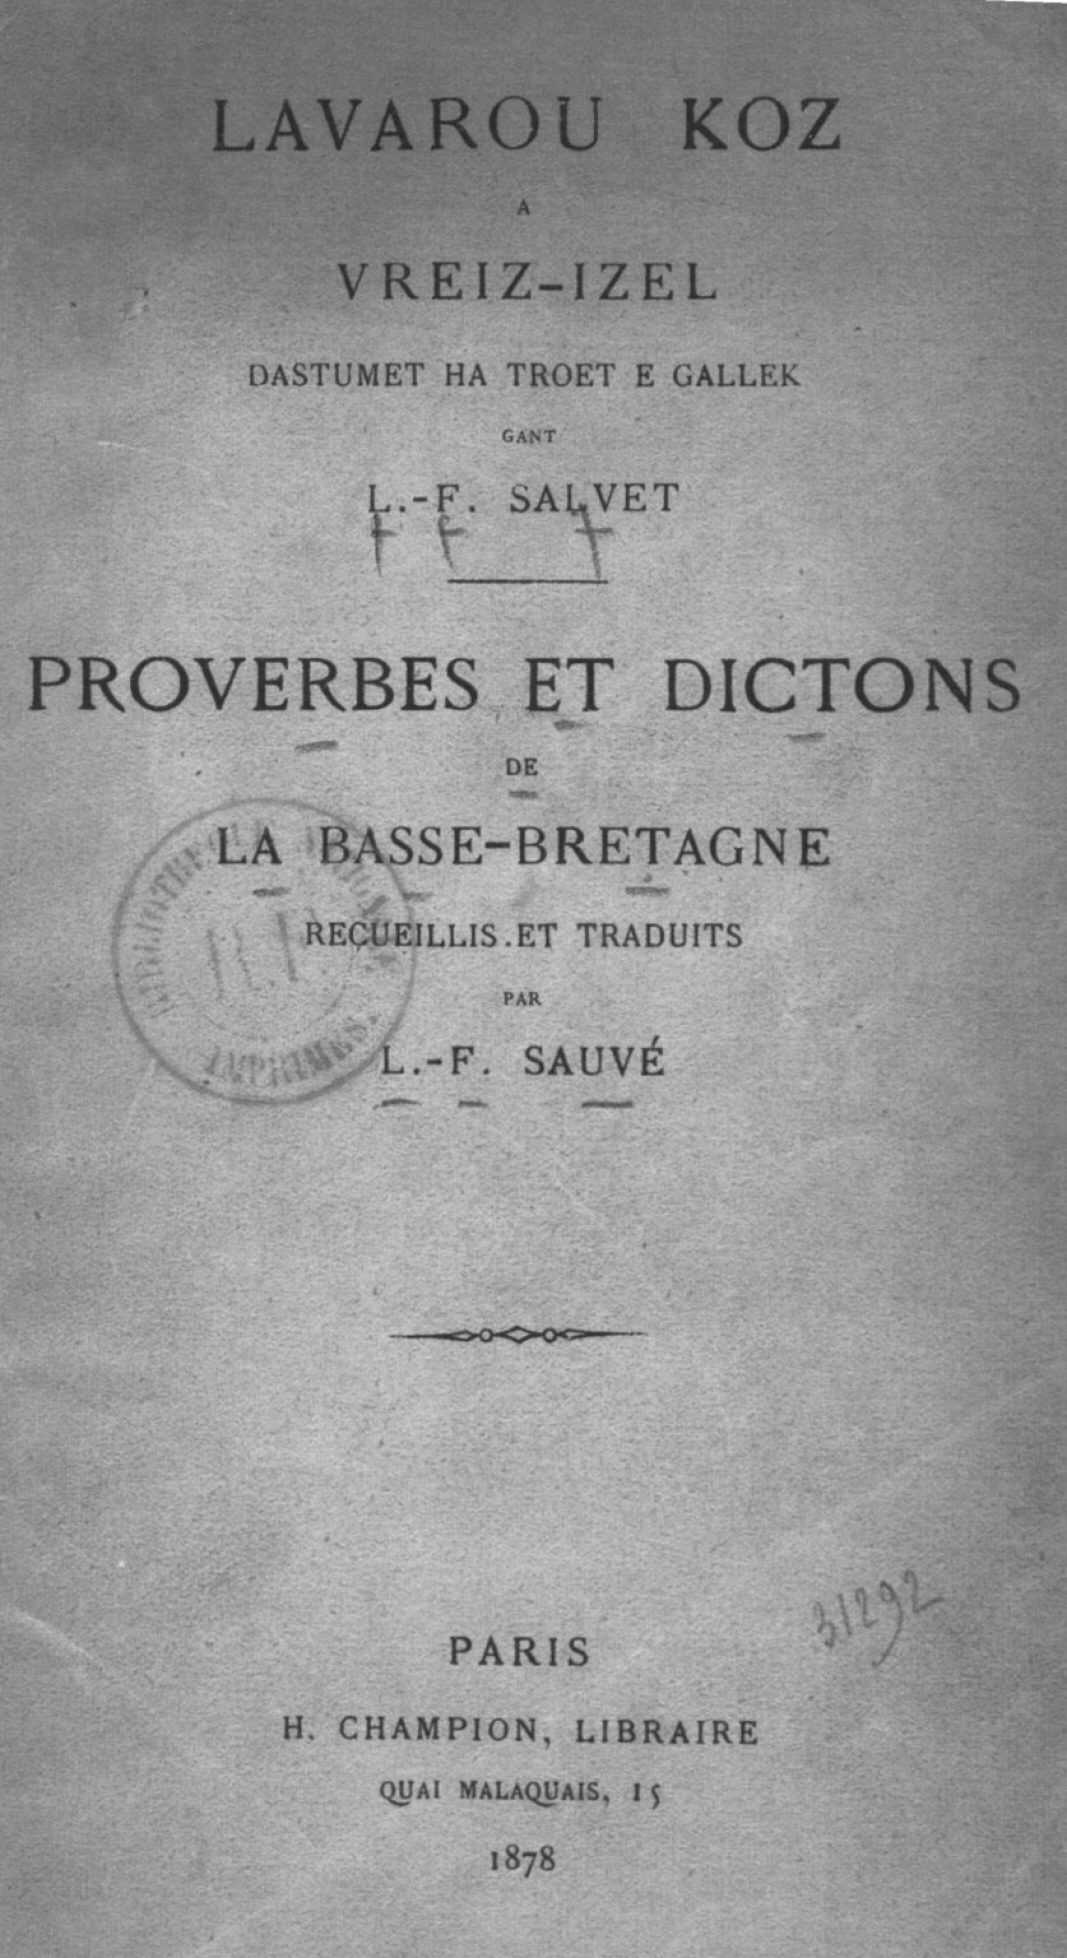 LAVAROU KOZ
A
VREIZ-IZEL
DASTUMET HA TROET E GALLEK
GANT
L.-F. SALVET
PROVERBES ET DICTONS
DE
LA BASSE-BRETAGNE
RECUEILLIS ET TRADUITS
PAR
L.-F. SAUVÉ
IMPRIMÉS.
31292
PARIS
H. CHAMPION, LIBRAIRE
QUAI MALAQUAIS, 15
1878